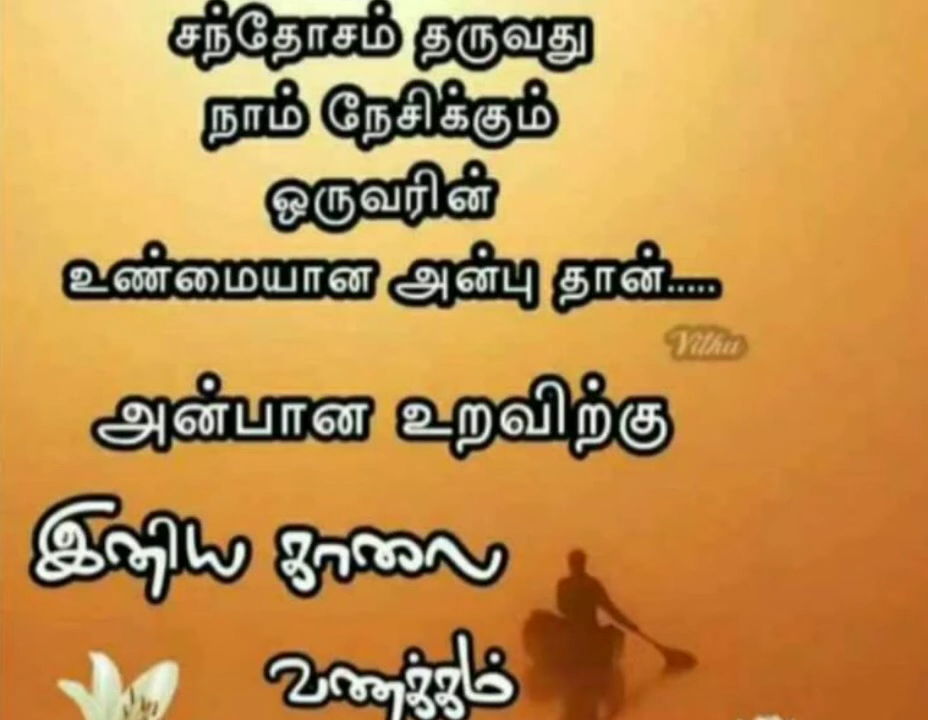 சந்தோசம் தருவது
நாம் நேசிக்கும்
ஒருவரின்
உண்மையான அன்பு தான்.....
Vithu
அன்பான உறவிற்கு
இனிய காலை
வணக்கம்